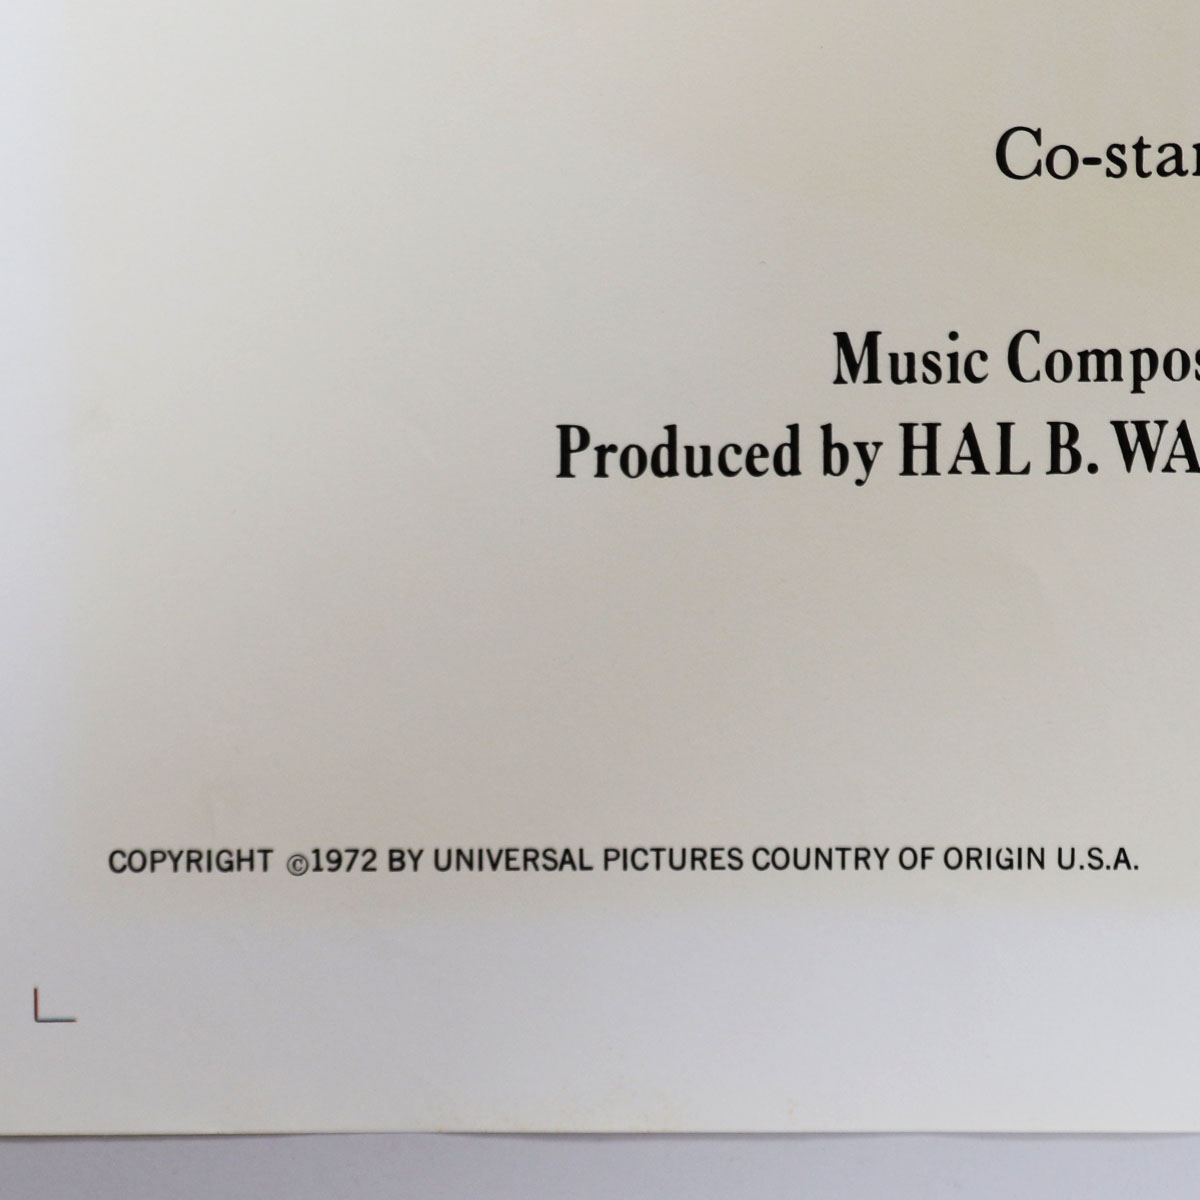 Co-star
Music Compos
Produced by HAL B. WA
COPYRIGHT ©1972 BY UNIVERSAL PICTURES COUNTRY OF ORIGIN U.S.A.